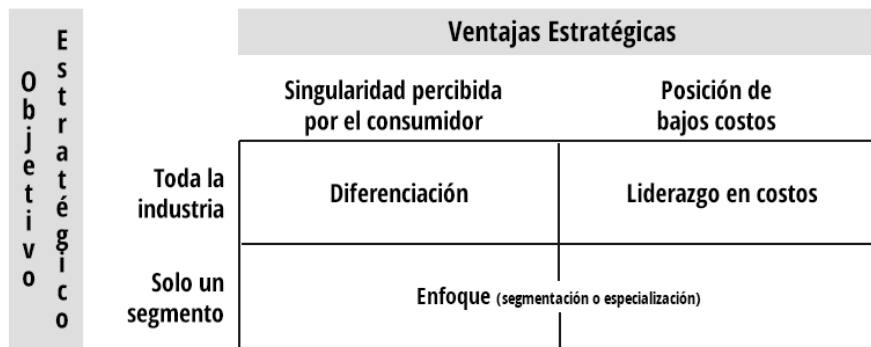 Objetivo
Estratégico
Ventajas Estratégicas
Singularidad percibida
por el consumidor
Posición de
bajos costos
Toda la
industria
Diferenciación
Liderazgo en costos
Solo un
segmento
Enfoque (segmentación o especialización)